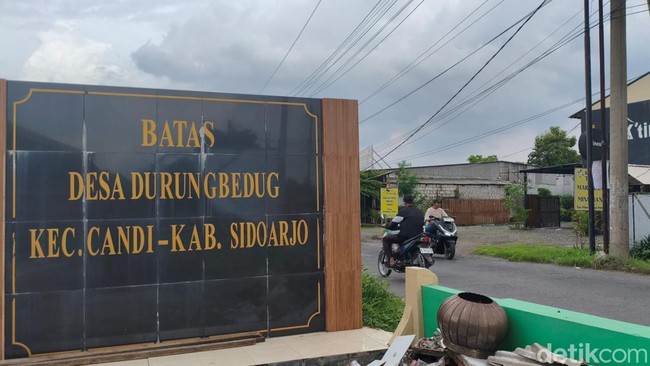 BATAS
DESA DURUNGBEDUG
KEC. CANDI - KAB. SIDOARJO
detikcom